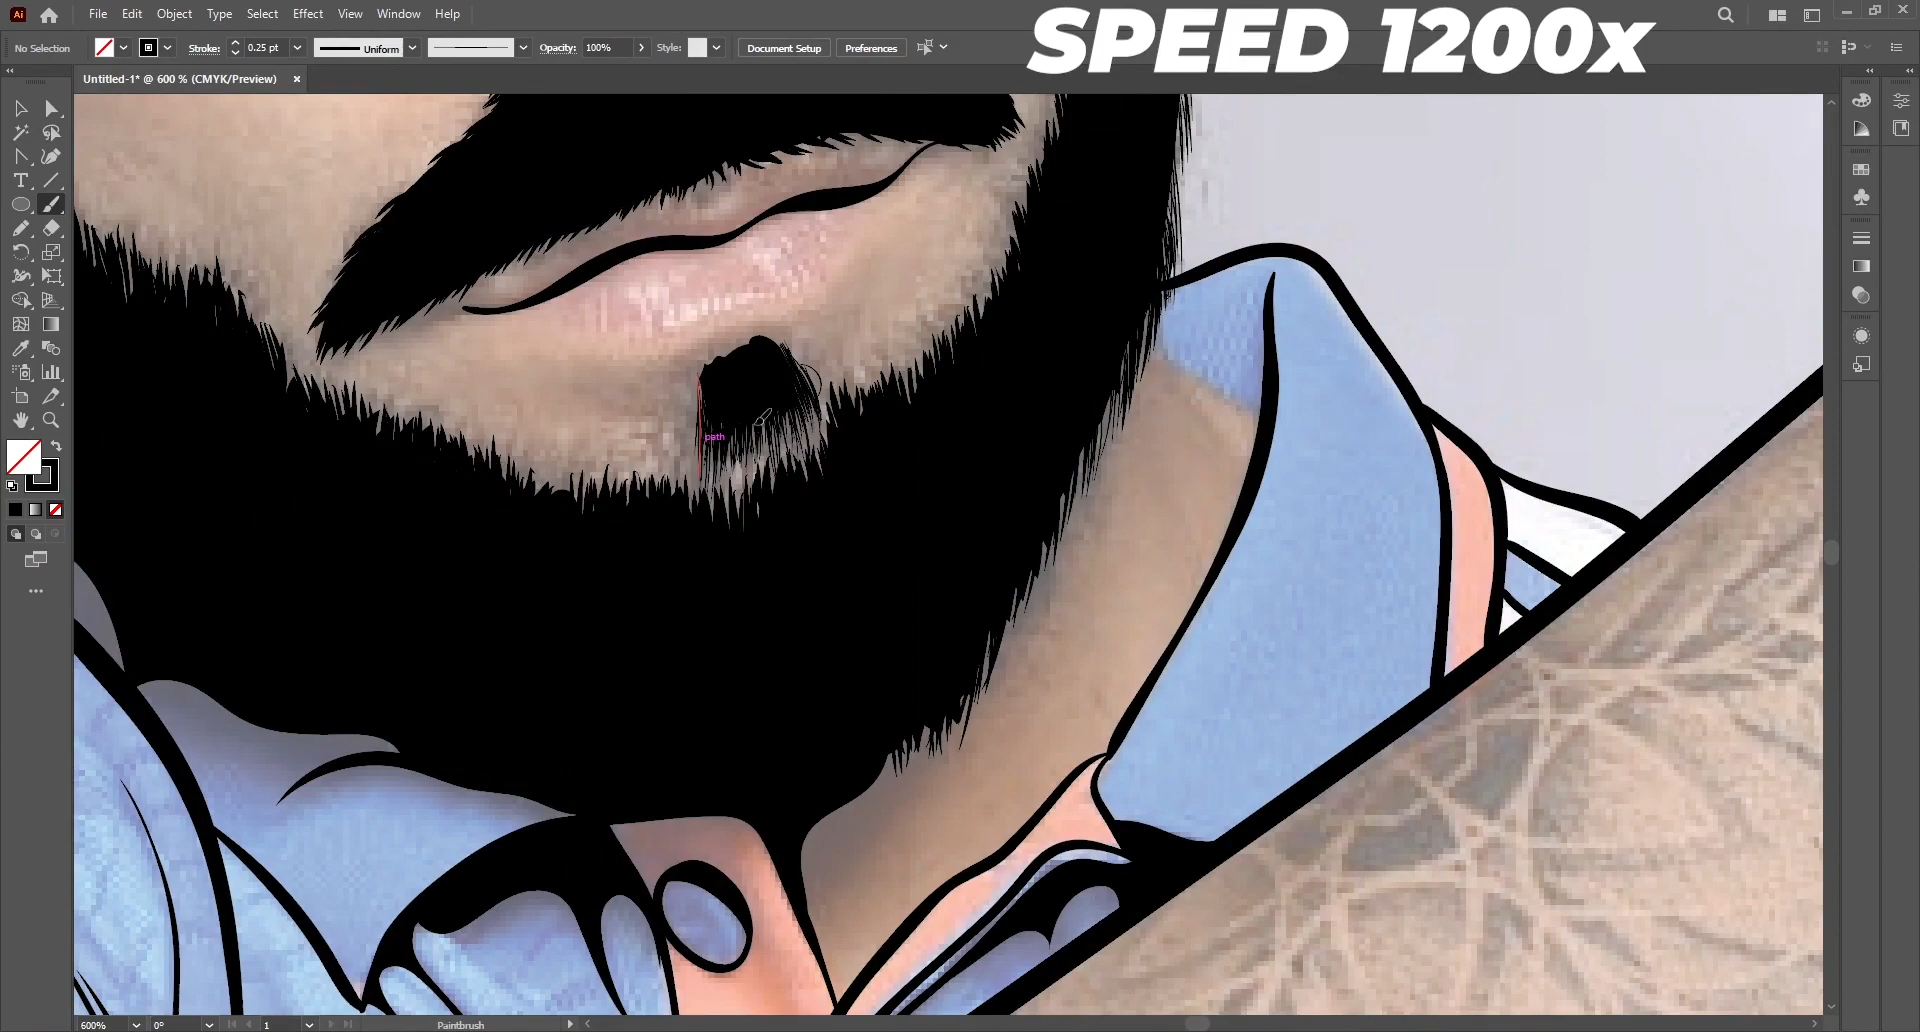 Ai File Edit Object Type Select Effect View Window Help
SPEED 1200x
No Selection Stroke: 0.25 pt Uniform Opacity: 100% Style: Document Setup Preferences
Untitled-1* @ 600 % (CMYK/Preview) ×
path
600% 0° 1 Paintbrush